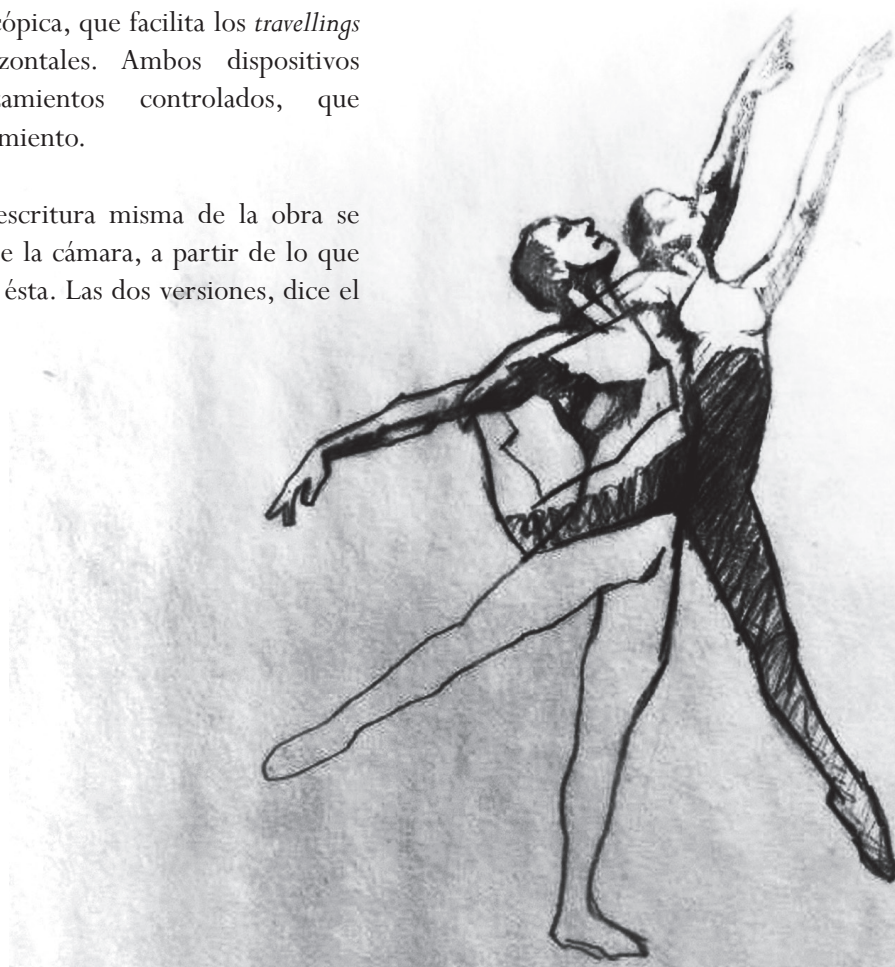 cópica, que facilita los travellings
zontales. Ambos dispositivos
amientos controlados, que
miento.
escritura misma de la obra se
e la cámara, a partir de lo que
ésta. Las dos versiones, dice el